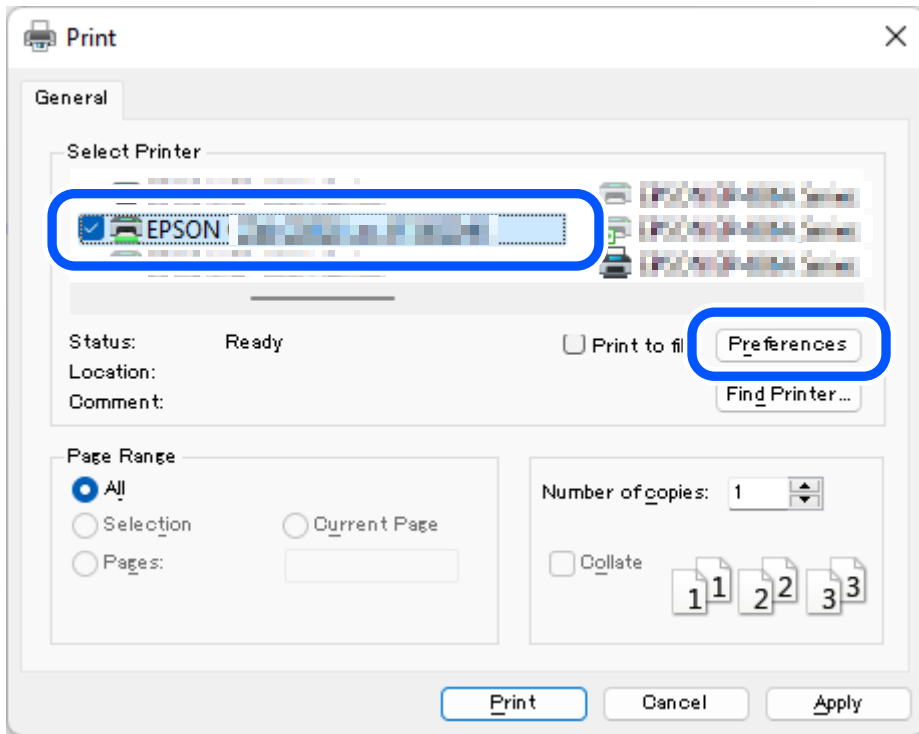 Print
General
Select Printer
EPSON
Status: Ready
Print to
Preferences
Location:
Comment:
Find Printer...
Page Range
All
Selection
Current Page
Pages:
Number of copies: 1
Collate
1 1 2 2 3 3
Print
Cancel
Apply